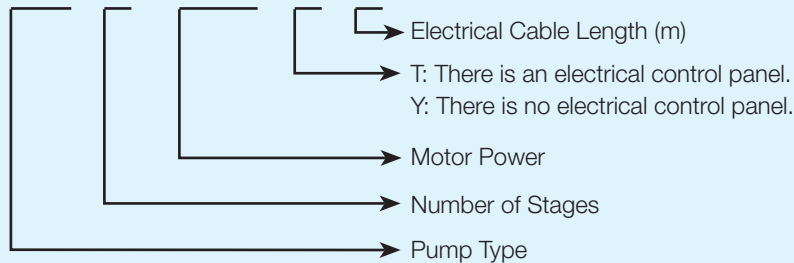 Electrical Cable Length (m)
T: There is an electrical control panel.
Y: There is no electrical control panel.
Motor Power
Number of Stages
Pump Type